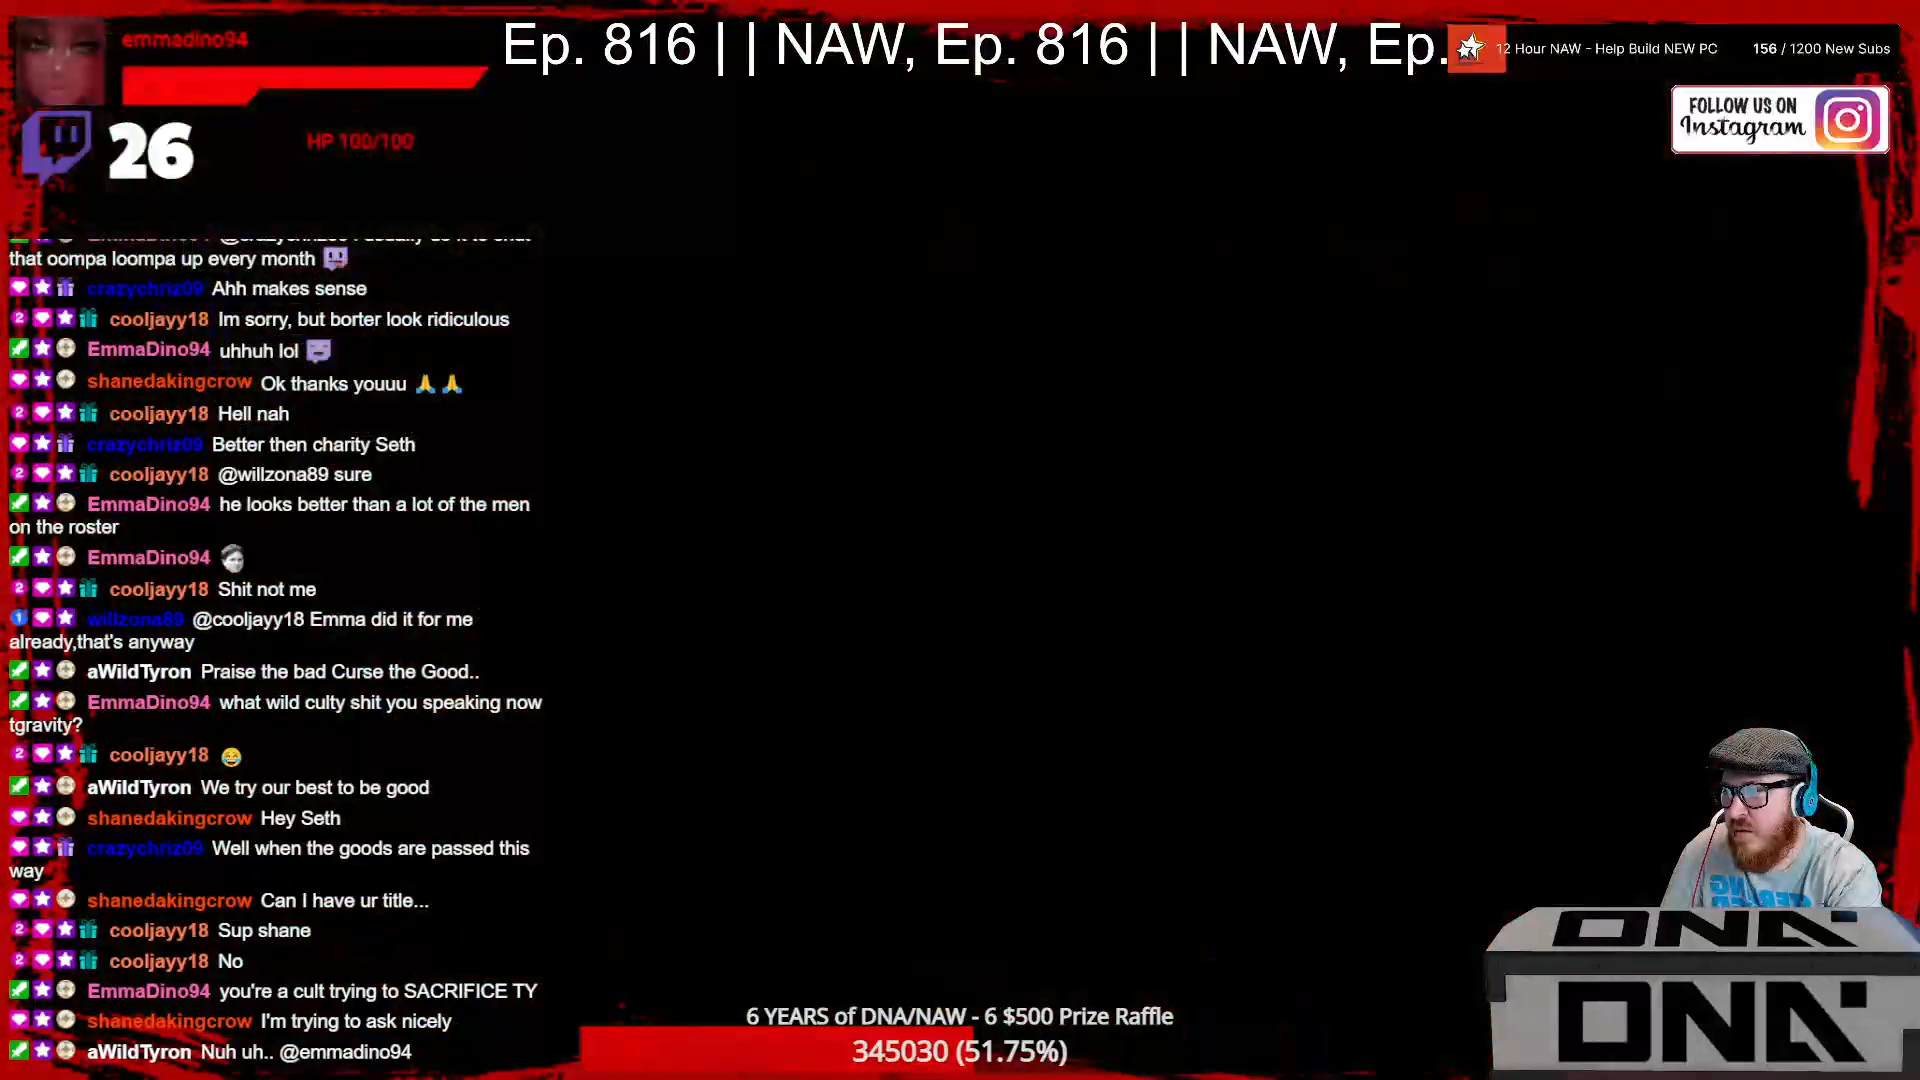 emmadino94
Ep. 816 | | NAW, Ep. 816 | | NAW, Ep.
12 Hour NAW - Help Build NEW PC 156 / 1200 New Subs
FOLLOW US ON
Instagram
26
HP 100/100
that oompa loompa up every month
crazychriz09 Ahh makes sense
2 cooljayy18 Im sorry, but borter look ridiculous
EmmaDino94 uhhuh lol
shanedakingcrow Ok thanks youuu 🙏 🙏
2 cooljayy18 Hell nah
crazychriz09 Better then charity Seth
2 cooljayy18 @willzona89 sure
EmmaDino94 he looks better than a lot of the men
on the roster
EmmaDino94
2 cooljayy18 Shit not me
1 willzona89 @cooljayy18 Emma did it for me
already,that's anyway
aWildTyron Praise the bad Curse the Good..
EmmaDino94 what wild culty shit you speaking now
tgravity?
2 cooljayy18 😂
aWildTyron We try our best to be good
shanedakingcrow Hey Seth
crazychriz09 Well when the goods are passed this
way
shanedakingcrow Can I have ur title...
2 cooljayy18 Sup shane
2 cooljayy18 No
EmmaDino94 you're a cult trying to SACRIFICE TY
shanedakingcrow I'm trying to ask nicely
aWildTyron Nuh uh.. @emmadino94
6 YEARS of DNA/NAW - 6 $500 Prize Raffle
345030 (51.75%)
DNA
DNA